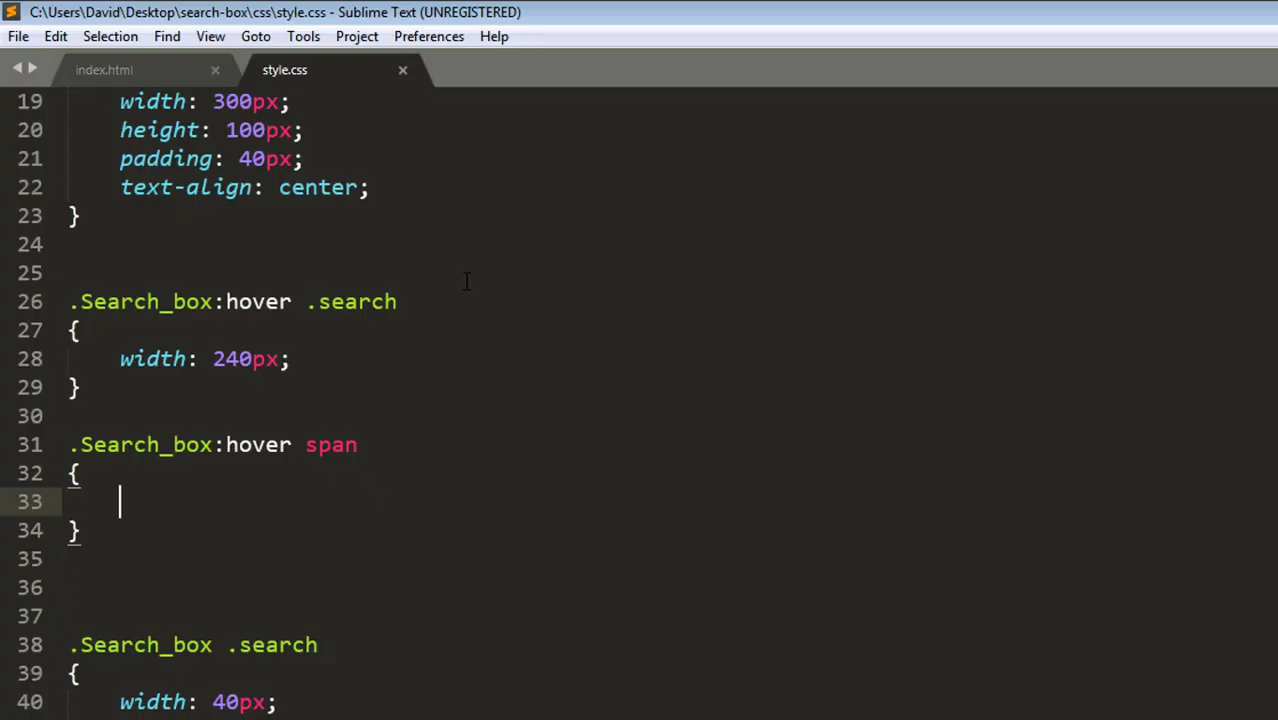 C:\Users\David\Desktop\search-box\css\style.css - Sublime Text (UNREGISTERED)
File Edit Selection Find View Goto Tools Project Preferences Help
index.html × style.css ×
19 width: 300px;
20 height: 100px;
21 padding: 40px;
22 text-align: center;
23 }
24
25
26 .Search_box:hover .search
27 {
28 width: 240px;
29 }
30
31 .Search_box:hover span
32 {
33
34 }
35
36
37
38 .Search_box .search
39 {
40 width: 40px;